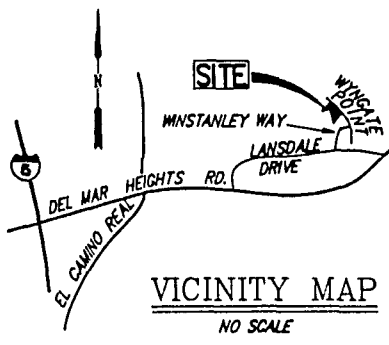 N
SITE
WYNGATE
POINT
WINSTANLEY WAY
LANSDALE
DRIVE
5
DEL MAR HEIGHTS RD.
EL CAMINO REAL
VICINITY MAP
NO SCALE